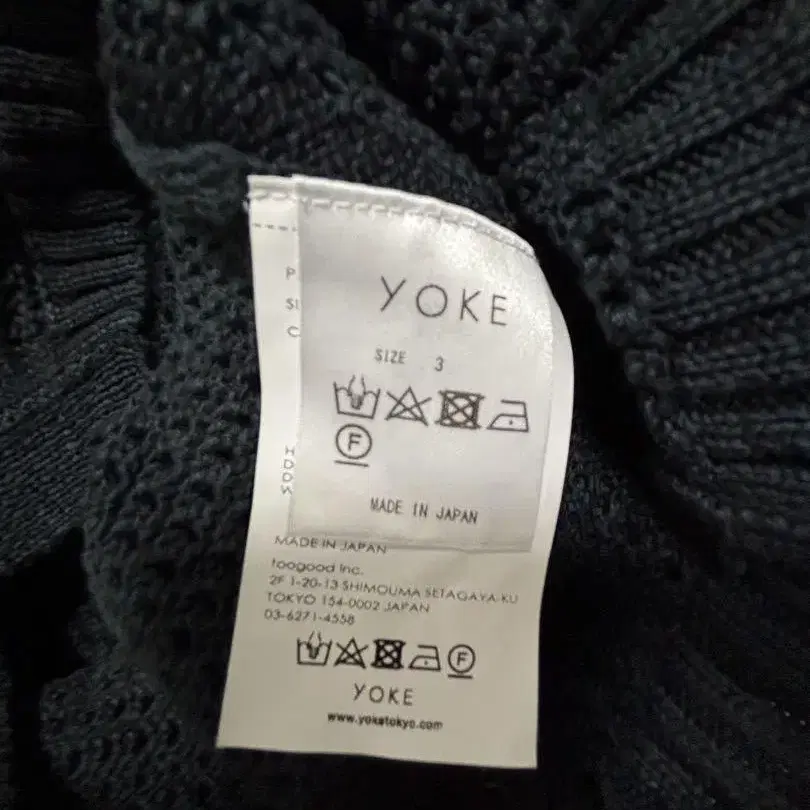 YOKE
SIZE 3
F
MADE IN JAPAN
P
SI
C
H
D
D
W
MADE IN JAPAN
toogood Inc.
2F 1-20-13 SHIMOUMA SETAGAYA-KU
TOKYO 154-0002 JAPAN
03-6271-4558
F
YOKE
www.yoketokyo.com